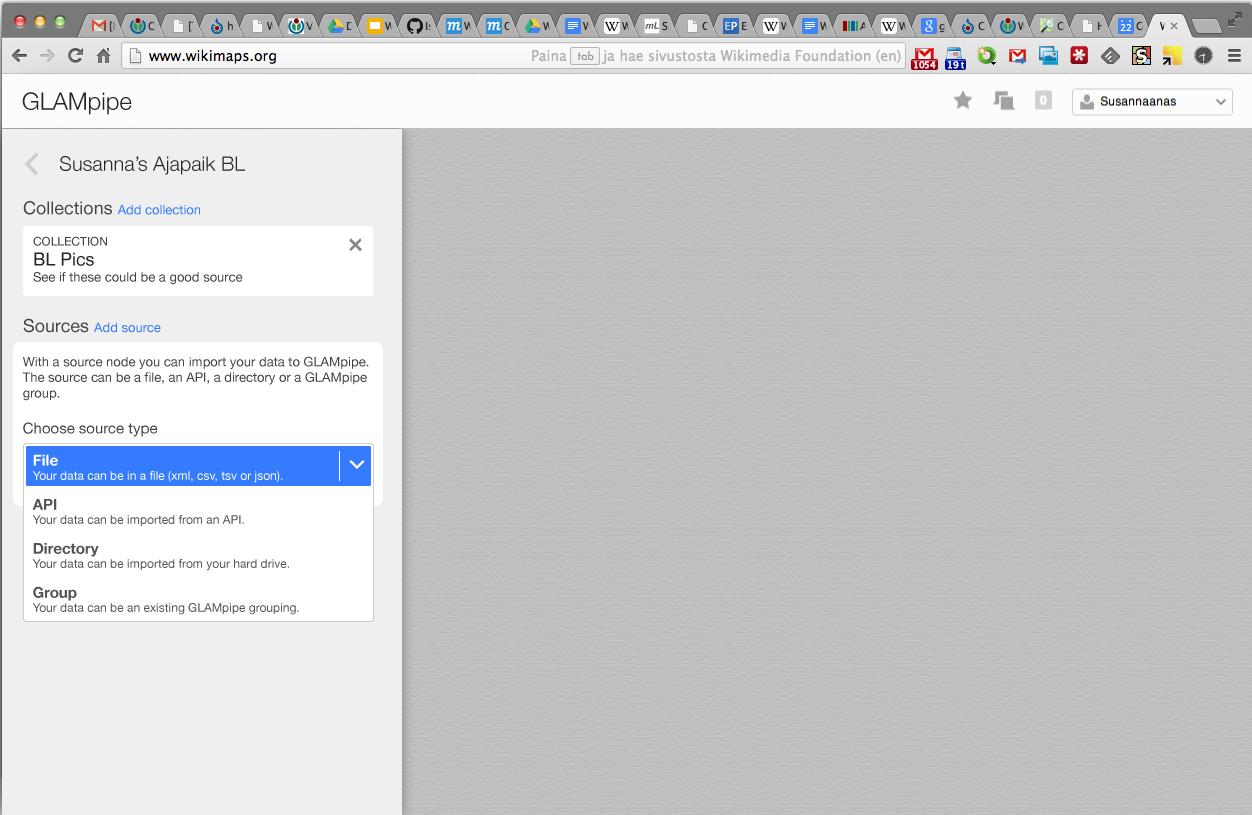 www.wikimaps.org
Paina tab ja hae sivustosta Wikimedia Foundation (en)
1054
19t
GLAMpipe
0
Susannaanas
Susanna's Ajapaik BL
Collections Add collection
COLLECTION
BL Pics
See if these could be a good source
Sources Add source
With a source node you can import your data to GLAMpipe.
The source can be a file, an API, a directory or a GLAMpipe
group.
Choose source type
File
Your data can be in a file (xml, csv, tsv or json).
API
Your data can be imported from an API.
Directory
Your data can be imported from your hard drive.
Group
Your data can be an existing GLAMpipe grouping.